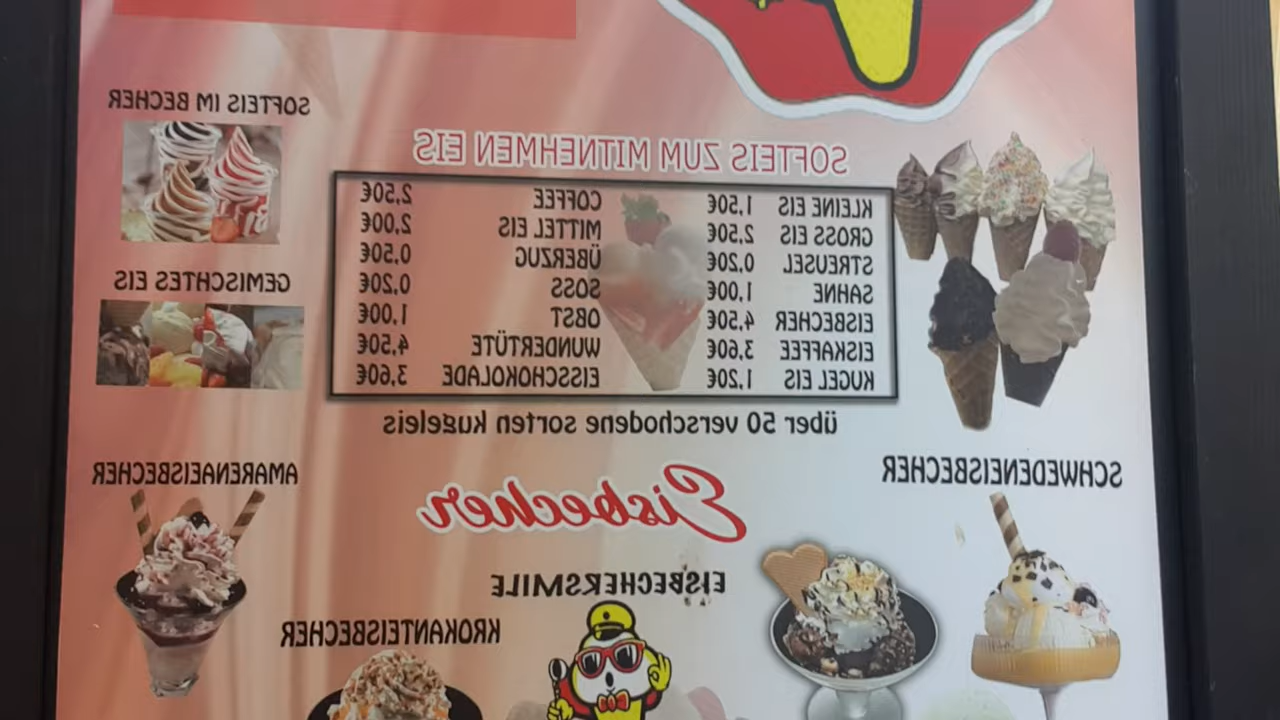 SOFTEIS IM BECHER
GEMISCHTES EIS
SOFTEIS ZUM MITNEHMEN EIS
KLEINE EIS 1,50€
GROSS EIS 2,50€
STREUSEL 0,20€
SAHNE 1,00€
EISBECHER 4,50€
EISKAFFEE 3,60€
KUGEL EIS 1,20€
COFFEE 2,50€
MITTEL EIS 2,00€
ÜBERZUG 0,50€
SOSS 0,20€
OBST 1,00€
WUNDERTÜTE 4,50€
EISSCHOKOLADE 3,60€
über 50 verschodene sorten kugeleis
Eisbecher
SCHWEDENEISBECHER
AMARENAEISBECHER
EISBECHERSMILE
KROKANTEISBECHER